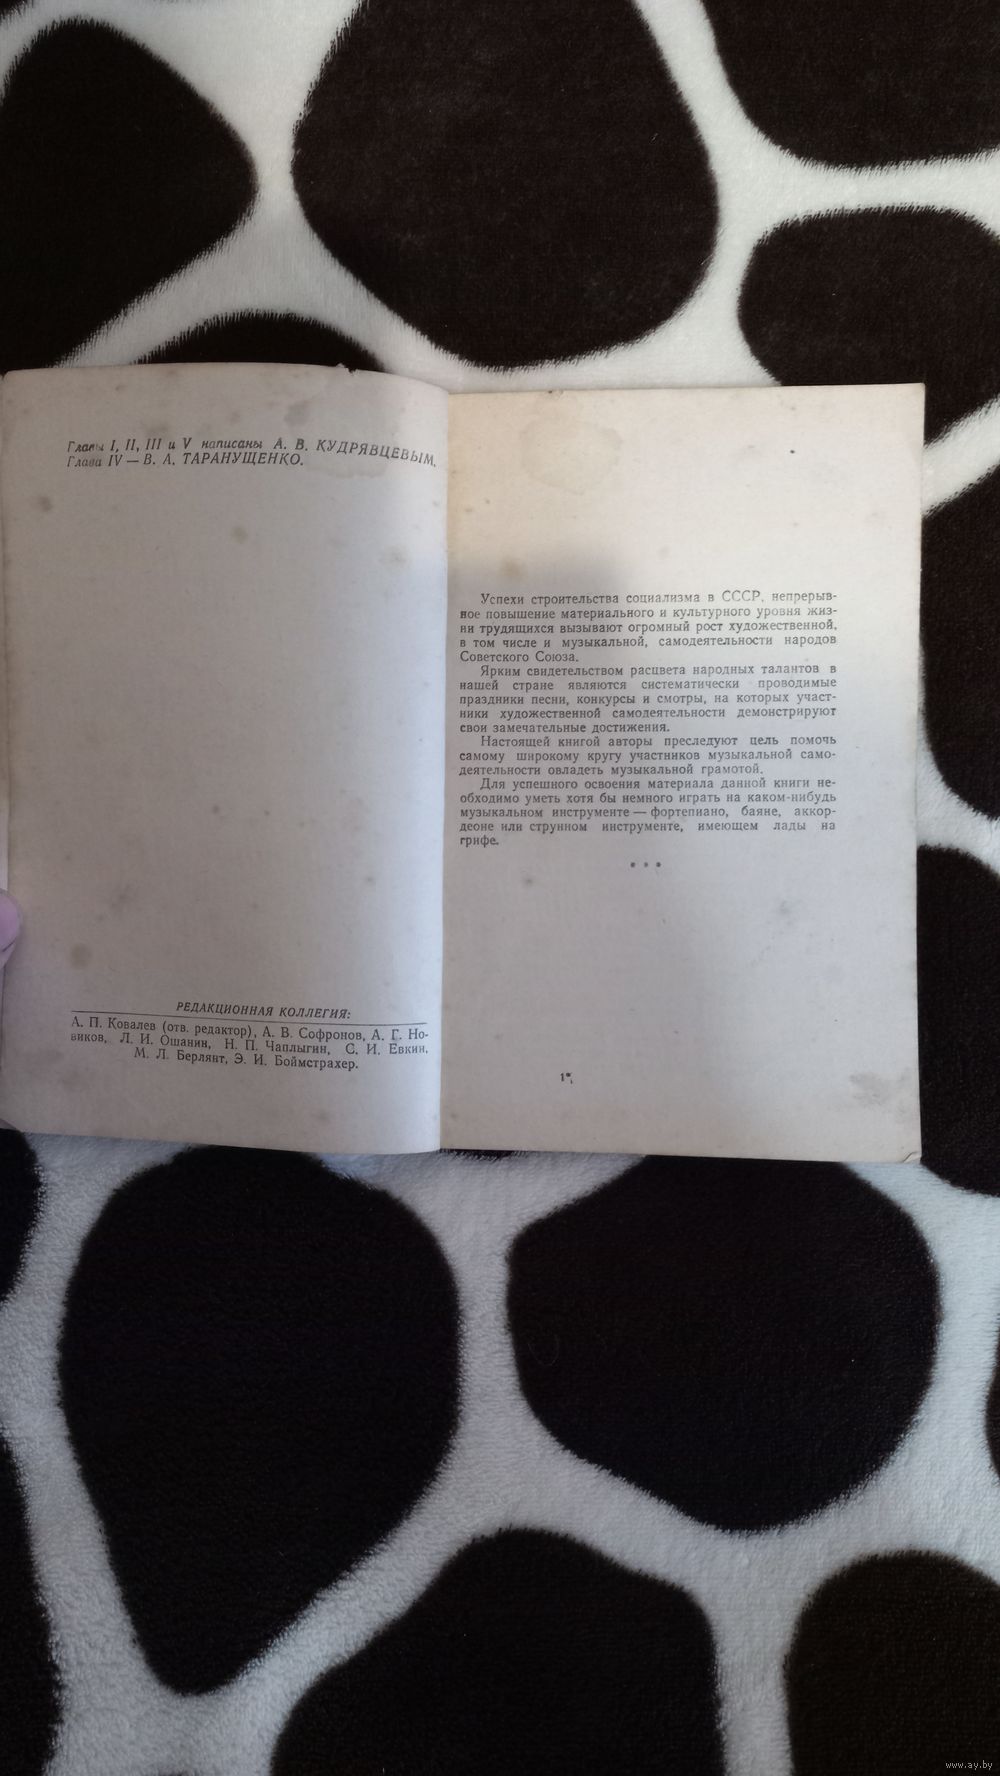 Главы I, II, III и V написаны А. В. КУДРЯВЦЕВЫМ.
Глава IV — В. А. ТАРАНУЩЕНКО.
РЕДАКЦИОННАЯ КОЛЛЕГИЯ:
А. П. Ковалев (отв. редактор), А. В. Софронов, А. Г. Но-
виков, Л. И. Ошанин, Н. П. Чаплыгин, С. И. Евкин,
М. Л. Берлянт, Э. И. Боймстрахер.
Успехи строительства социализма в СССР, непрерыв-
ное повышение материального и культурного уровня жиз-
ни трудящихся вызывают огромный рост художественной,
в том числе и музыкальной, самодеятельности народов
Советского Союза.
Ярким свидетельством расцвета народных талантов в
нашей стране являются систематически проводимые
праздники песни, конкурсы и смотры, на которых участ-
ники художественной самодеятельности демонстрируют
свои замечательные достижения.
Настоящей книгой авторы преследуют цель помочь
самому широкому кругу участников музыкальной само-
деятельности овладеть музыкальной грамотой.
Для успешного освоения материала данной книги не-
обходимо уметь хотя бы немного играть на каком-нибудь
музыкальном инструменте — фортепиано, баяне, аккор-
деоне или струнном инструменте, имеющем лады на
грифе.
* * *
1*
www.ay.by